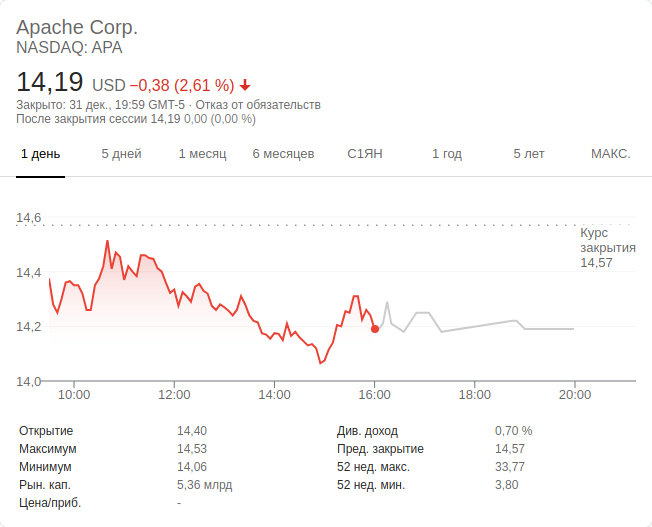 Apache Corp.
NASDAQ: APA
14,19 USD −0,38 (2,61 %)
Закрыто: 31 дек., 19:59 GMT-5 · Отказ от обязательств
После закрытия сессии 14,19 0,00 (0,00 %)
1 день 5 дней 1 месяц 6 месяцев С1ЯН 1 год 5 лет МАКС.
14,6
Курс
закрытия
14,57
14,4
14,2
14,0
10:00 12:00 14:00 16:00 18:00 20:00
Открытие 14,40 Див. доход 0,70 %
Максимум 14,53 Пред. закрытие 14,57
Минимум 14,06 52 нед. макс. 33,77
Рын. кап. 5,36 млрд 52 нед. мин. 3,80
Цена/приб. -